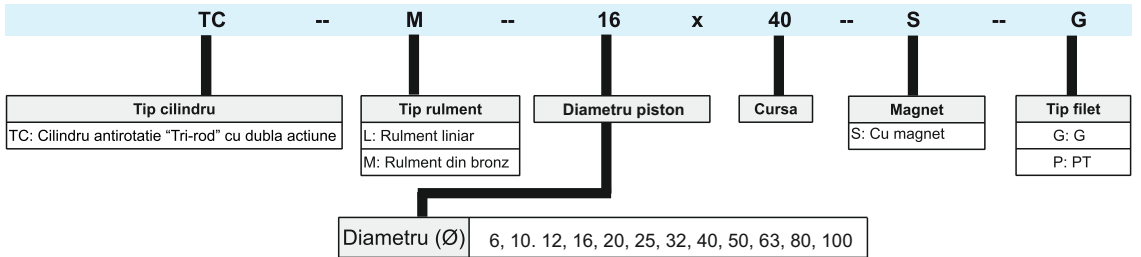 TC -- M -- 16 x 40 -- S -- G
Tip cilindru
TC: Cilindru antirotatie “Tri-rod” cu dubla actiune
Tip rulment
L: Rulment liniar
M: Rulment din bronz
Diametru piston
Cursa
Magnet
S: Cu magnet
Tip filet
G: G
P: PT
Diametru (Ø) 6, 10. 12, 16, 20, 25, 32, 40, 50, 63, 80, 100